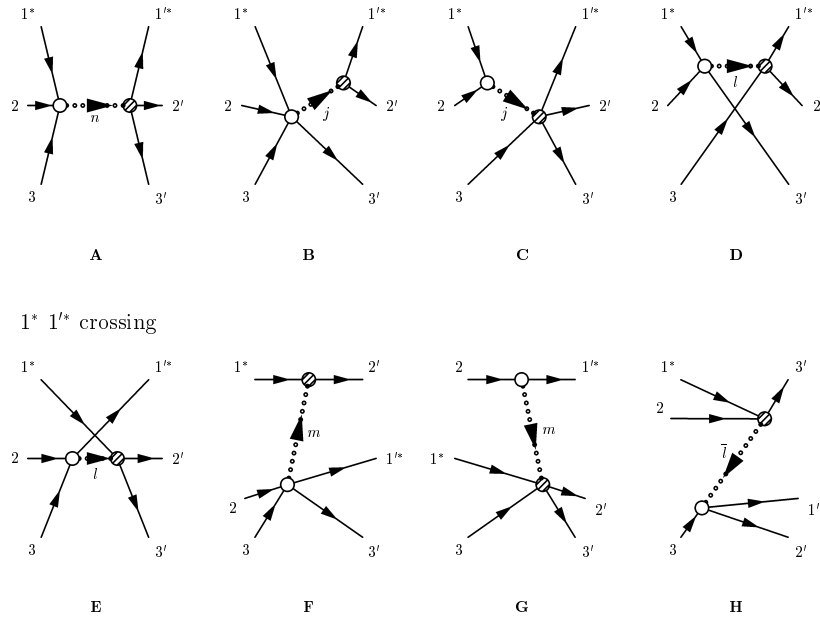 1* 1′* 1* 1′* 1* 1′* 1* 1′*
2 n 2′ 2 j 2′ 2 j 2′ 2 l 2
3 3′ 3 3′ 3 3′ 3 3′
A B C D
1* 1′* crossing
1* 1′* 1* 2′ 2 1′* 1* 3′
2 l 2′ m 2 1′* 1* m 2′ 2 l̅ 1′
3 3′ 3 3′ 3 3′ 3 2′
E F G H